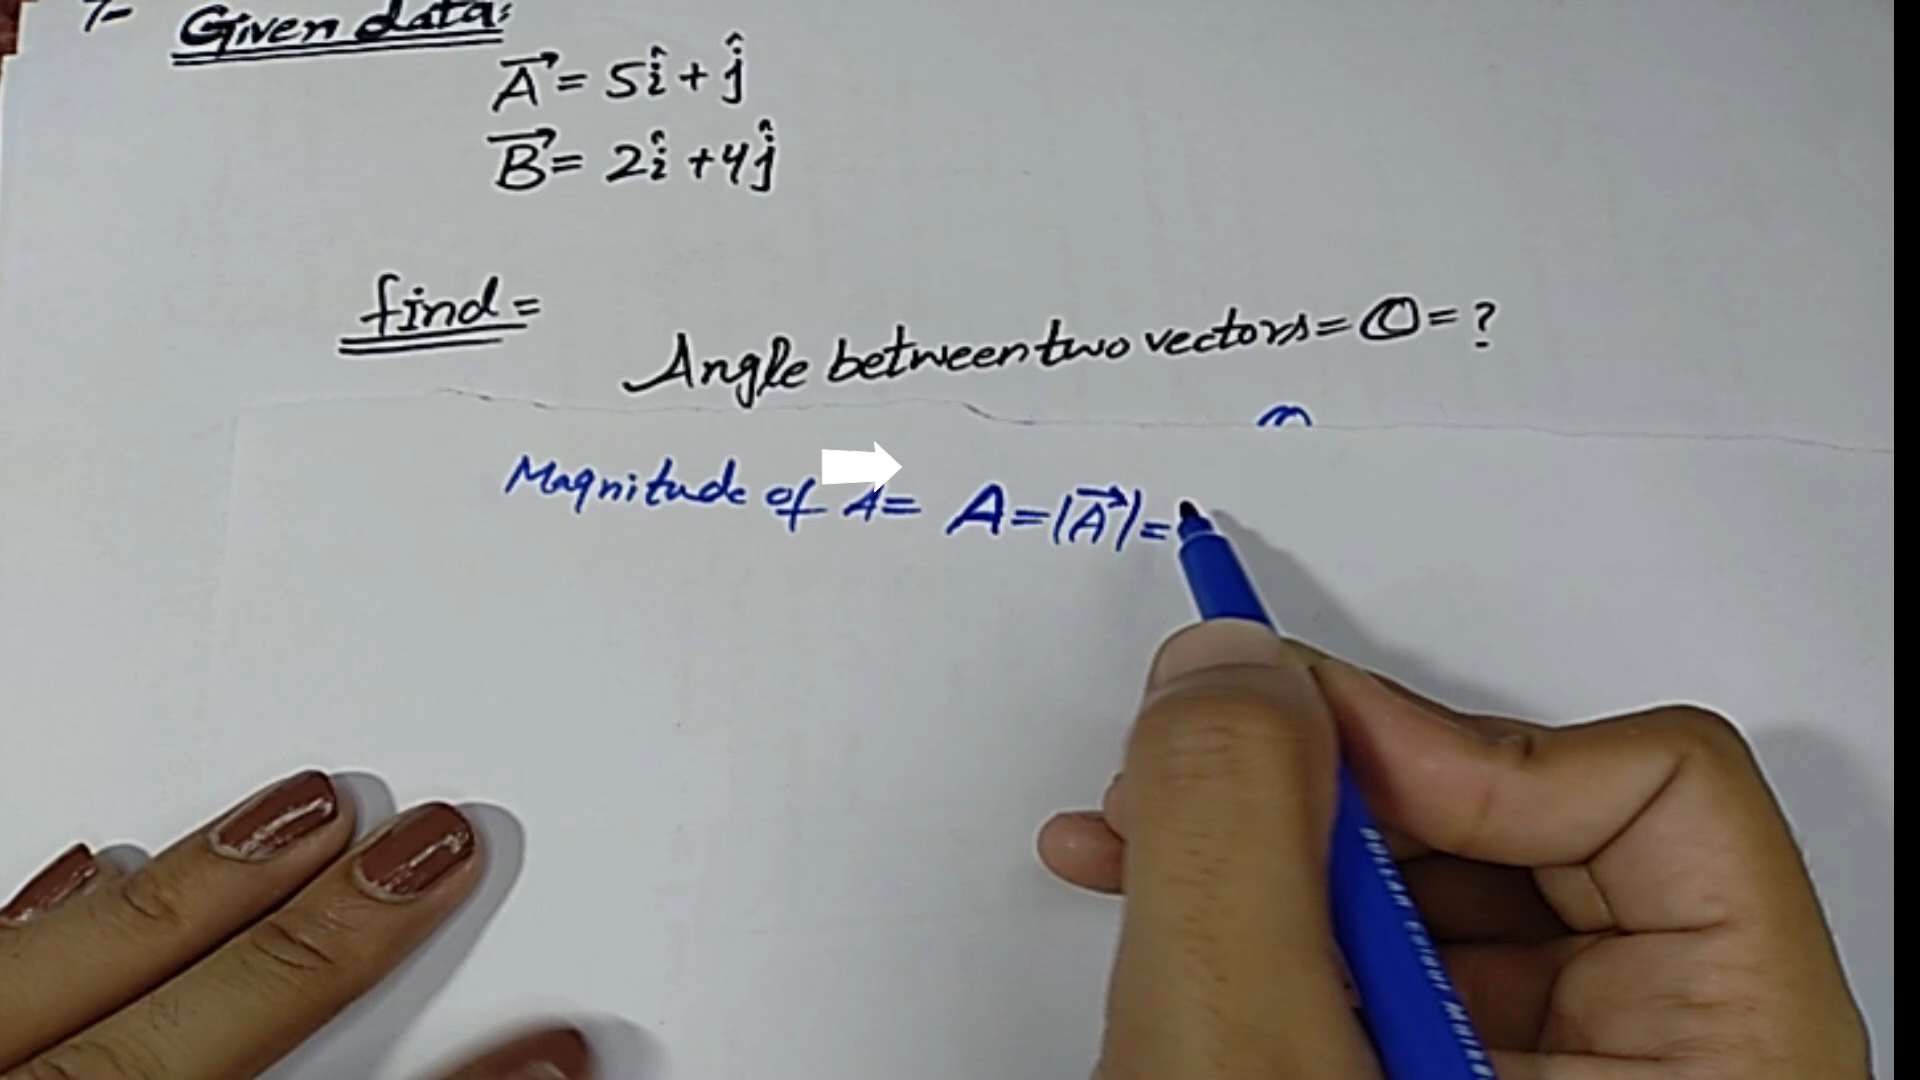 Given data:
A⃗ = 5î + ĵ
B⃗ = 2î + 4ĵ
find =
Angle between two vectors = Θ = ?
Magnitude of A = A = |A⃗| =